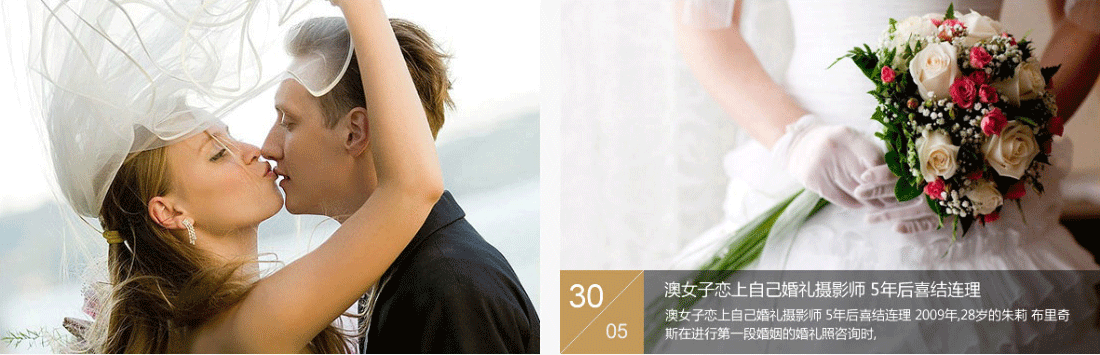 30
05
澳女子恋上自己婚礼摄影师 5年后喜结连理
澳女子恋上自己婚礼摄影师 5年后喜结连理 2009年,28岁的朱莉 布里奇
斯在进行第一段婚姻的婚礼照咨询时,